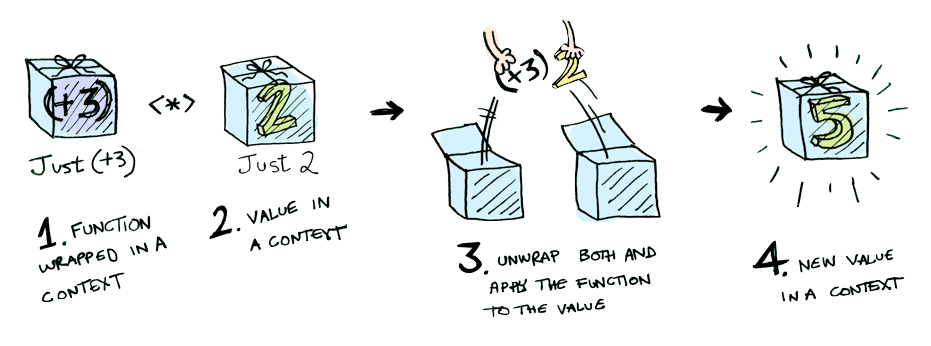 (+3)
<*>
2
Just (+3)
Just 2
1. FUNCTION
WRAPPED IN A
CONTEXT
2. VALUE IN
A CONTEXT
(+3) 2
3. UNWRAP BOTH AND
APPLY THE FUNCTION
TO THE VALUE
5
4. NEW VALUE
IN A CONTEXT